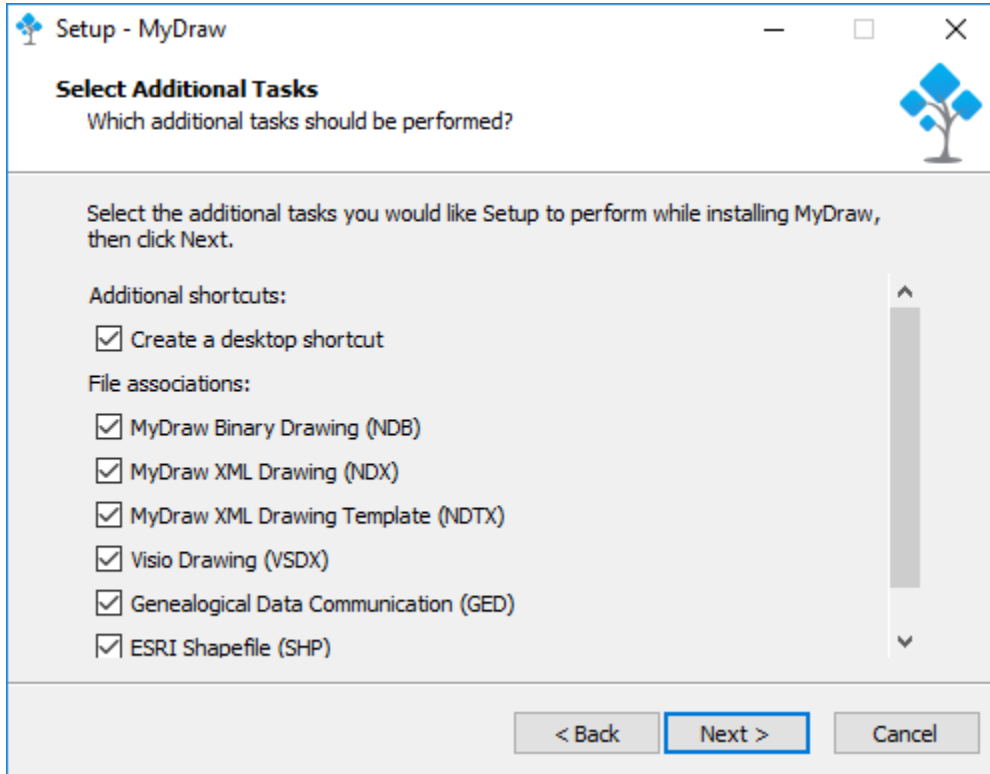 Setup - MyDraw
Select Additional Tasks
Which additional tasks should be performed?
Select the additional tasks you would like Setup to perform while installing MyDraw,
then click Next.
Additional shortcuts:
Create a desktop shortcut
File associations:
MyDraw Binary Drawing (NDB)
MyDraw XML Drawing (NDX)
MyDraw XML Drawing Template (NDTX)
Visio Drawing (VSDX)
Genealogical Data Communication (GED)
ESRI Shapefile (SHP)
< Back Next > Cancel